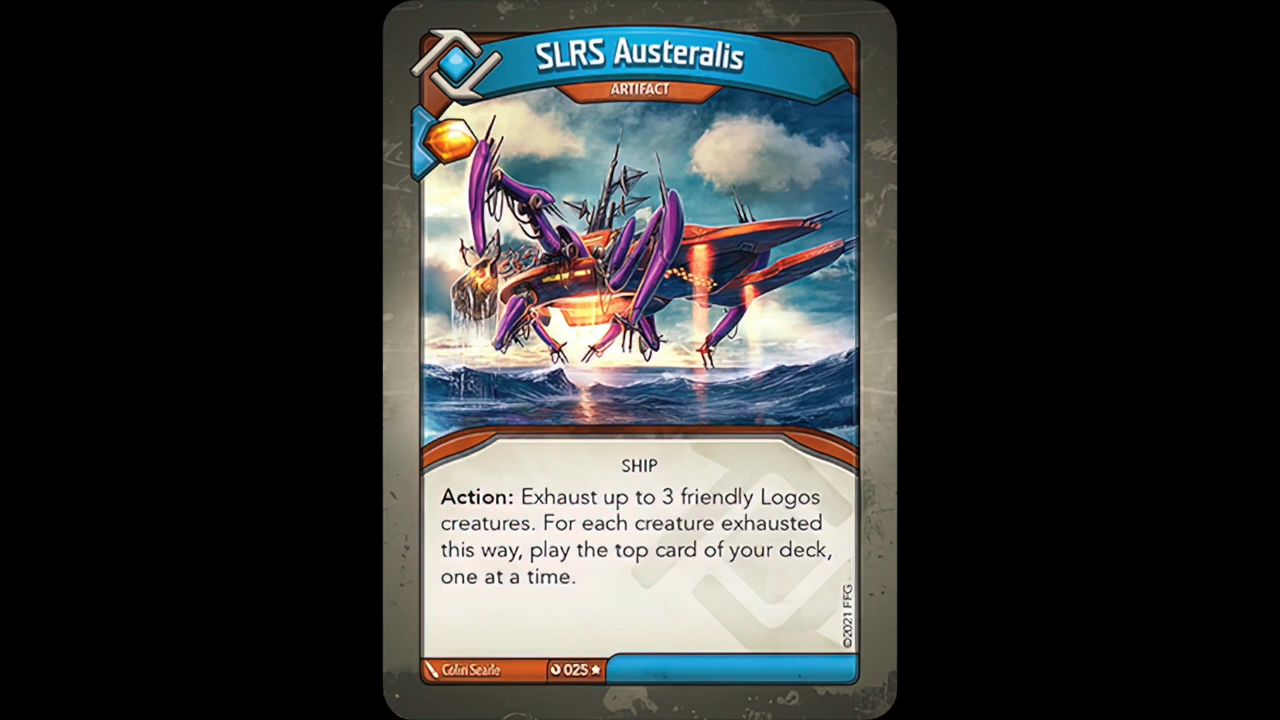 SLRS Austeralis
ARTIFACT
SHIP
Action: Exhaust up to 3 friendly Logos
creatures. For each creature exhausted
this way, play the top card of your deck,
one at a time.
©2021 FFG
Colin Searle
025